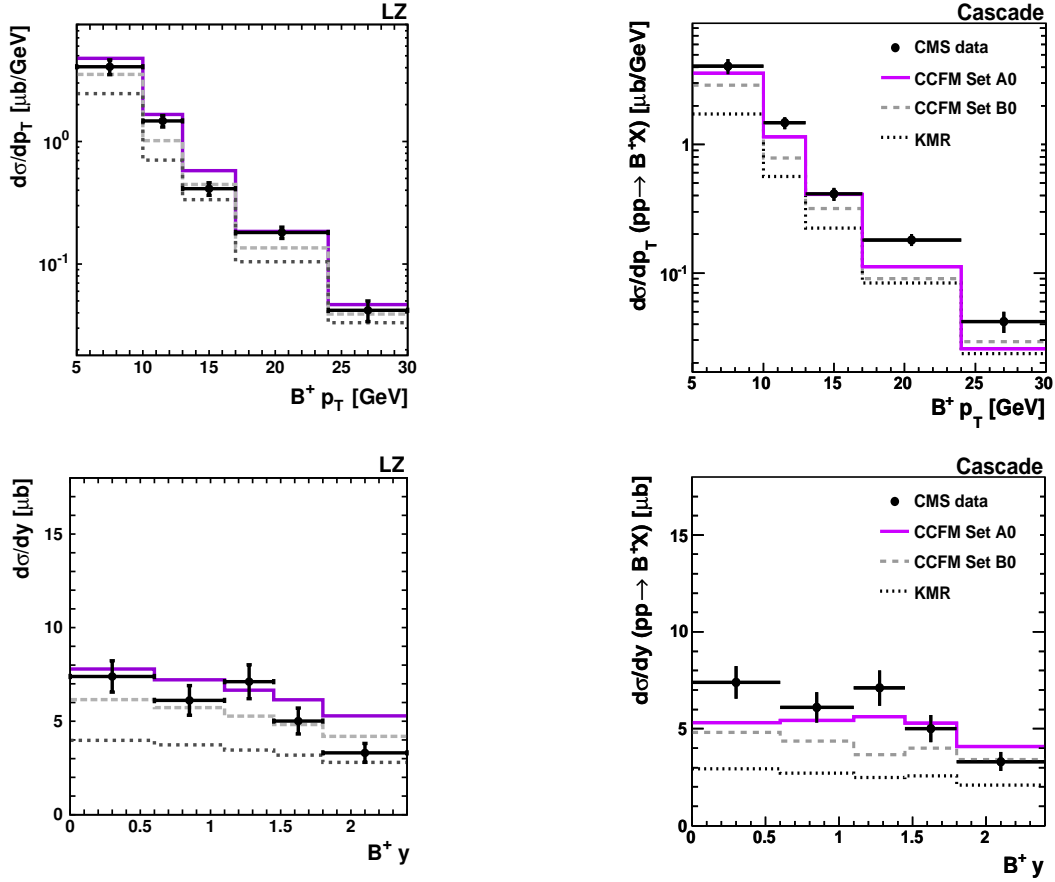 LZ
dσ/dp_T [μb/GeV]
10^0
10^-1
5 10 15 20 25 30
B^+ p_T [GeV]
Cascade
dσ/dp_T (pp→ B^+X) [μb/GeV]
CMS data
CCFM Set A0
CCFM Set B0
KMR
1
10^-1
5 10 15 20 25 30
B^+ p_T [GeV]
LZ
dσ/dy [μb]
15
10
5
0
0 0.5 1 1.5 2
B^+ y
Cascade
dσ/dy (pp→ B^+X) [μb]
CMS data
CCFM Set A0
CCFM Set B0
KMR
15
10
5
0
0 0.5 1 1.5 2
B^+ y